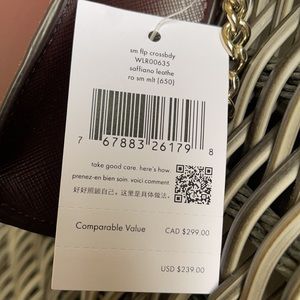 sm flp crossbdy
WLR00635
saffiano leathe
ro sm mlt (650)
7 67883 26179 8
take good care. here's how.
prenez-en bien soin. voici comment.
好好照顾自己。这里是具体做法。
Comparable Value CAD $299.00
USD $239.00